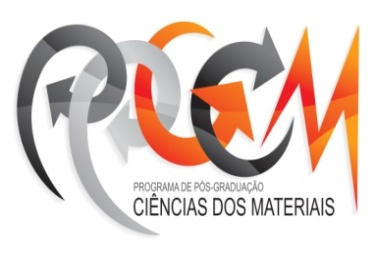 PPGCM
PROGRAMA DE PÓS-GRADUAÇÃO
CIÊNCIAS DOS MATERIAIS